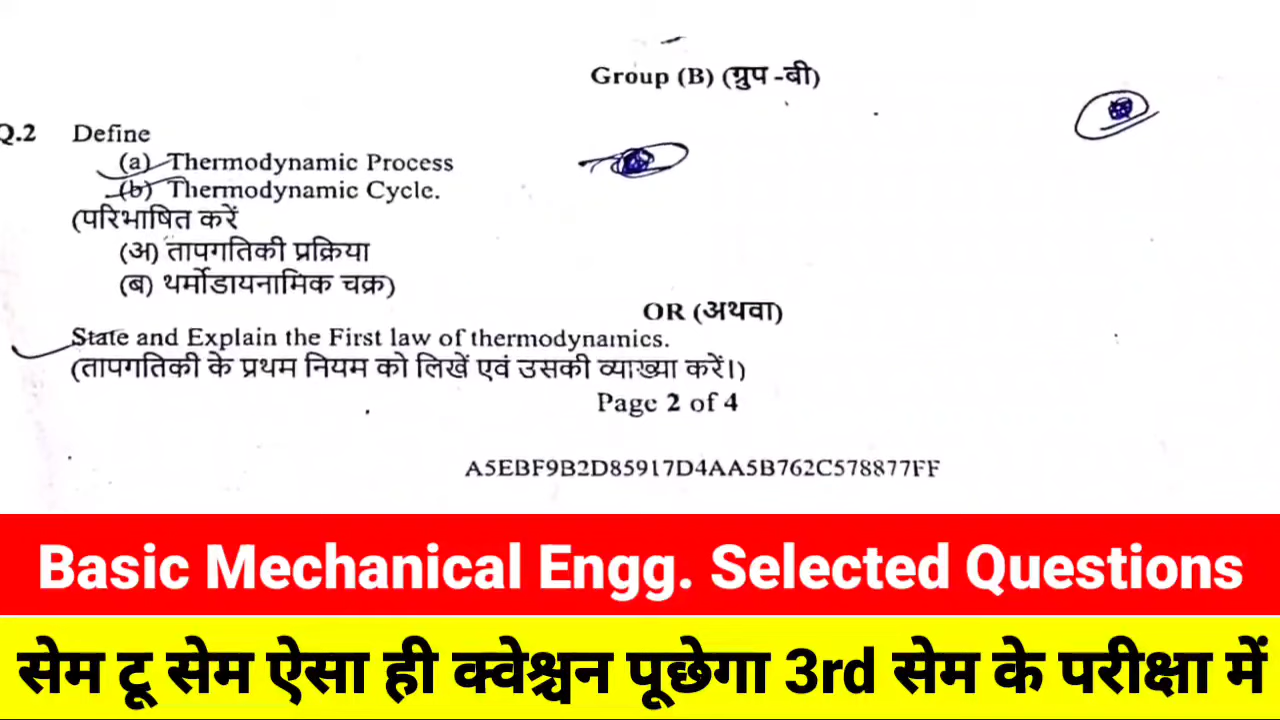 Group (B) (ग्रुप -बी)
Q.2 Define
(a) Thermodynamic Process
(b) Thermodynamic Cycle.
(परिभाषित करें
(अ) तापगतिकी प्रक्रिया
(ब) थर्मोडायनामिक चक्र)
OR (अथवा)
State and Explain the First law of thermodynamics.
(तापगतिकी के प्रथम नियम को लिखें एवं उसकी व्याख्या करें।)
Page 2 of 4
A5EBF9B2D85917D4AA5B762C578877FF
Basic Mechanical Engg. Selected Questions
सेम टू सेम ऐसा ही क्वेश्चन पूछेगा 3rd सेम के परीक्षा में